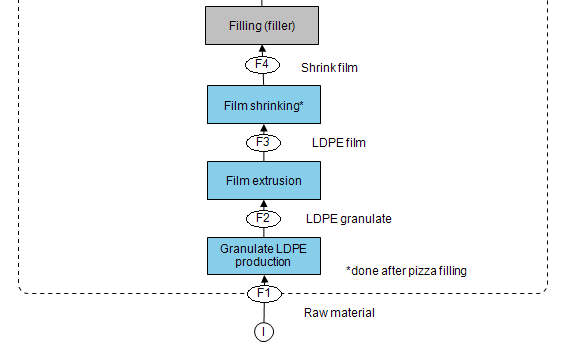 Filling (filler)
F4
Shrink film
Film shrinking*
F3
LDPE film
Film extrusion
F2
LDPE granulate
Granulate LDPE
production
*done after pizza filling
F1
Raw material
I